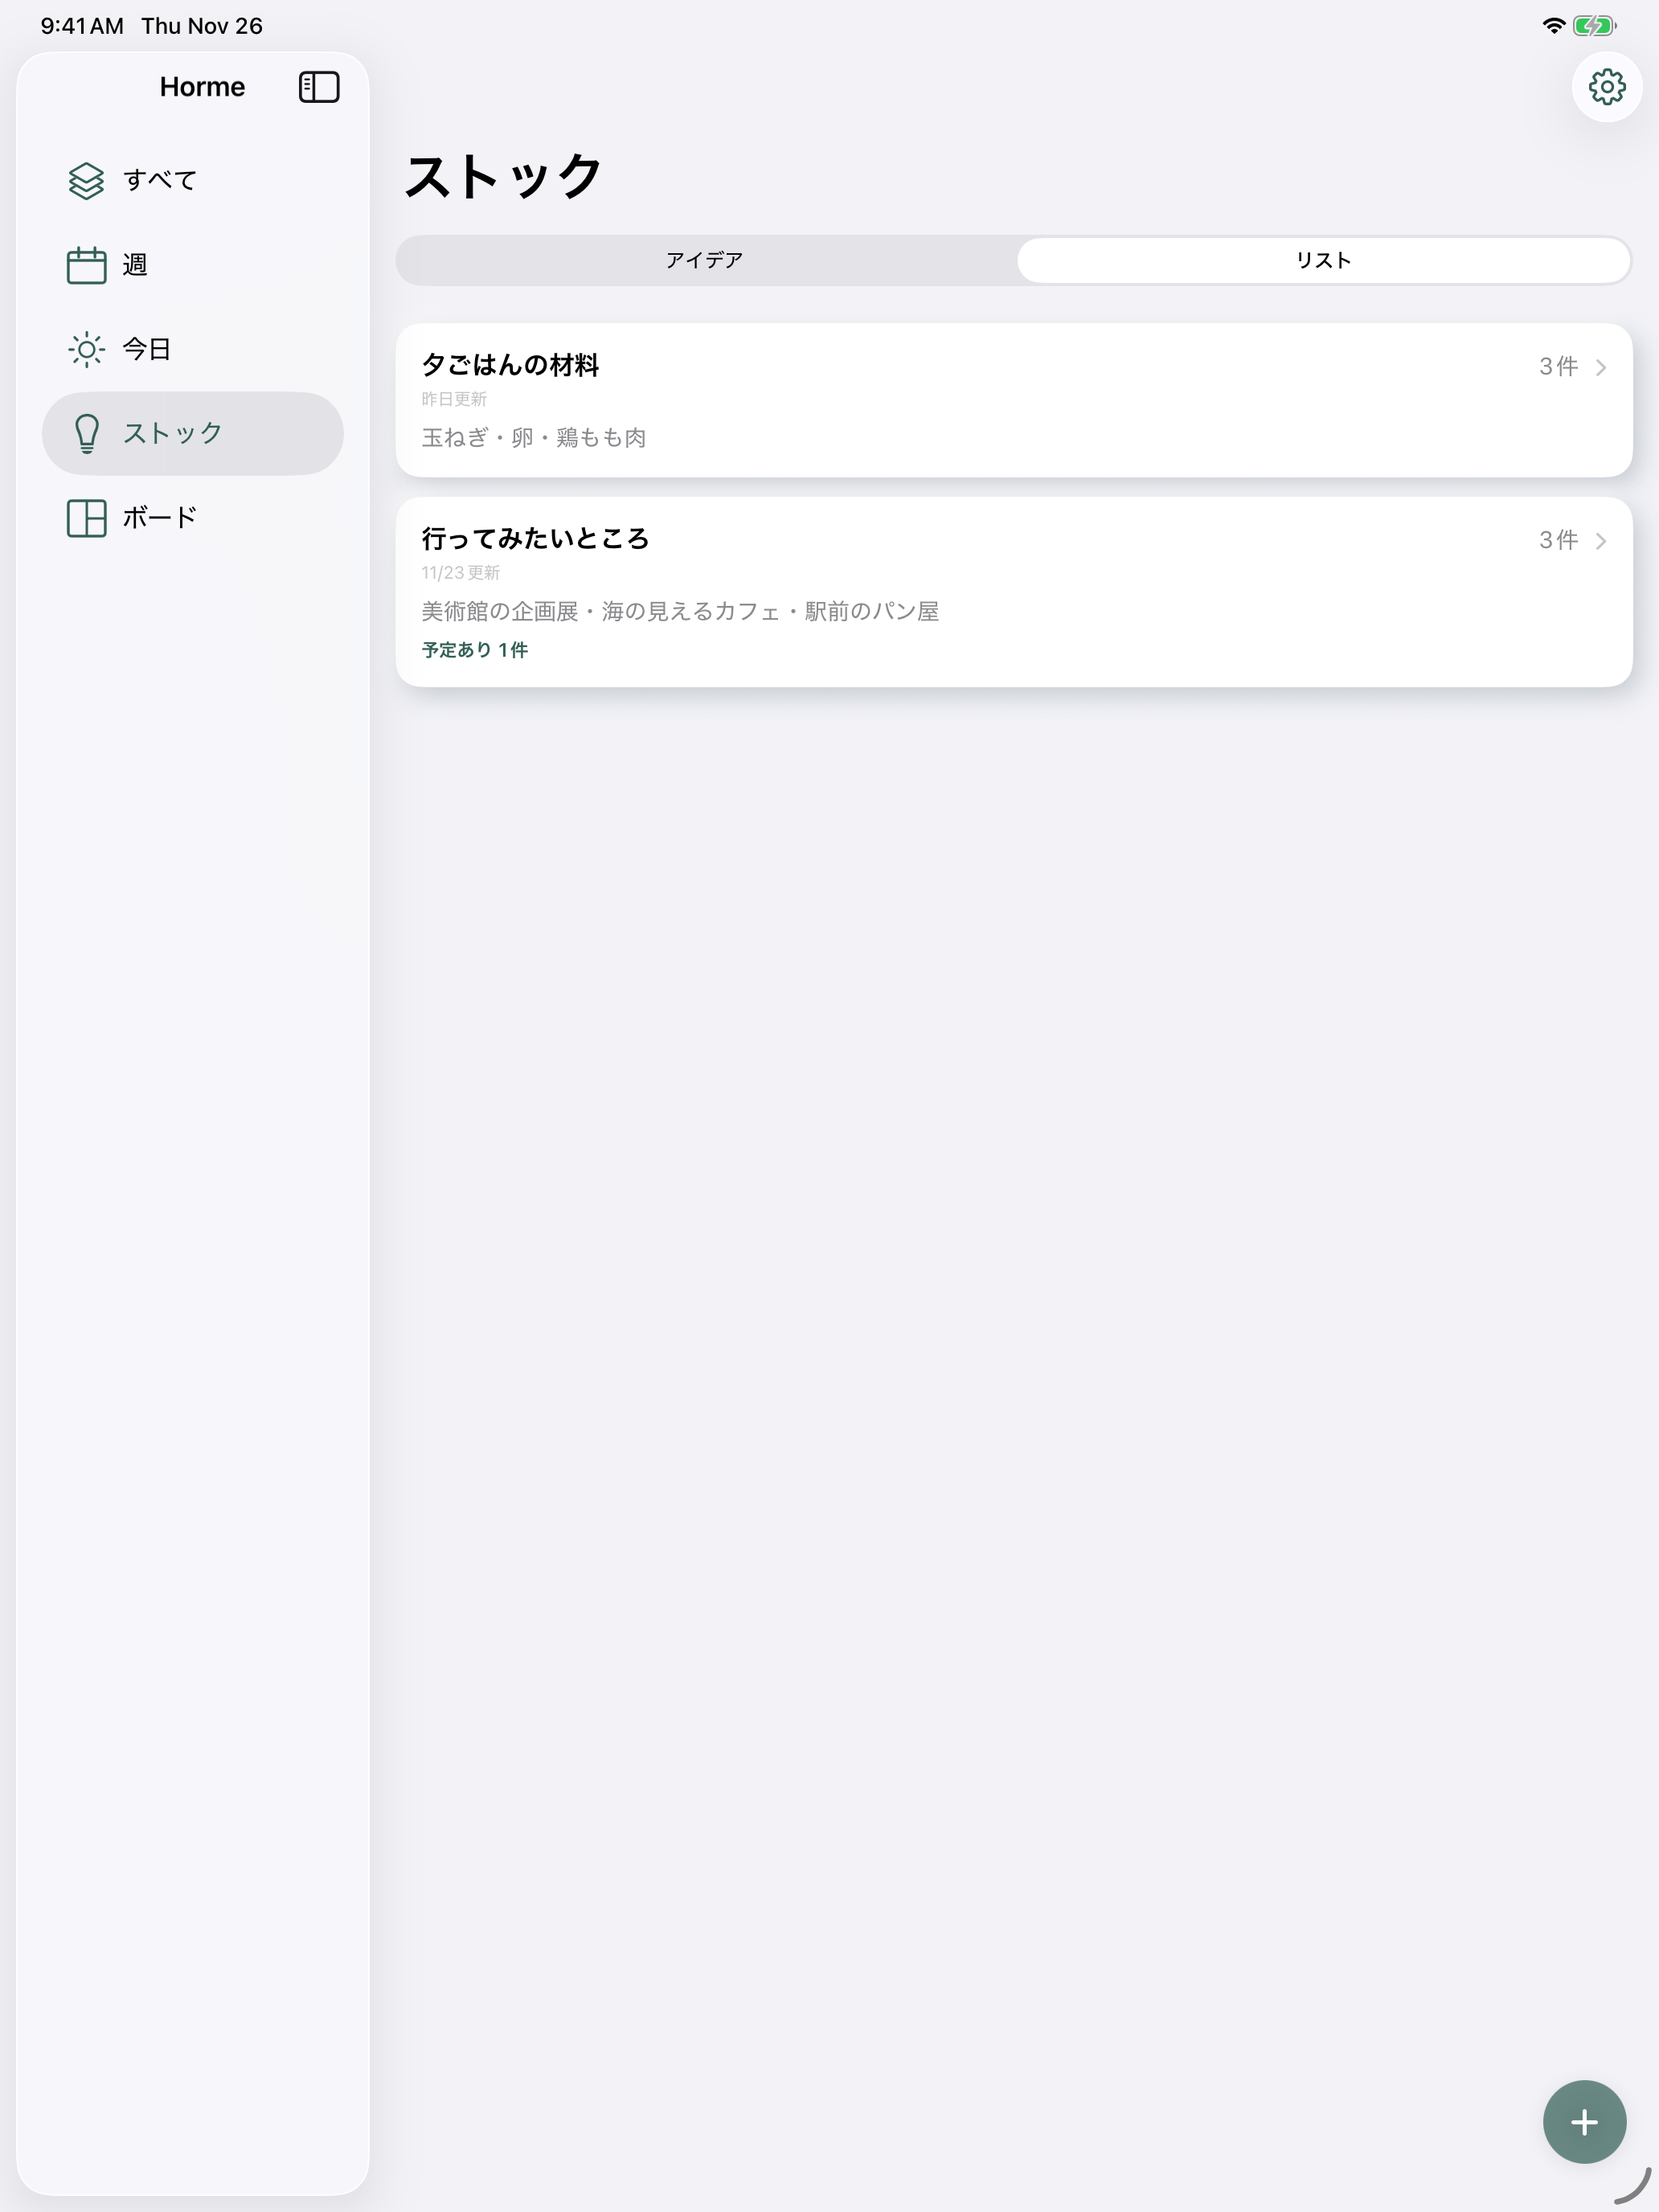 9:41 AM Thu Nov 26
Horme
すべて
週
今日
ストック
ボード
ストック
アイデア
リスト
夕ごはんの材料
3件
昨日更新
玉ねぎ・卵・鶏もも肉
行ってみたいところ
3件
11/23更新
美術館の企画展・海の見えるカフェ・駅前のパン屋
予定あり 1件